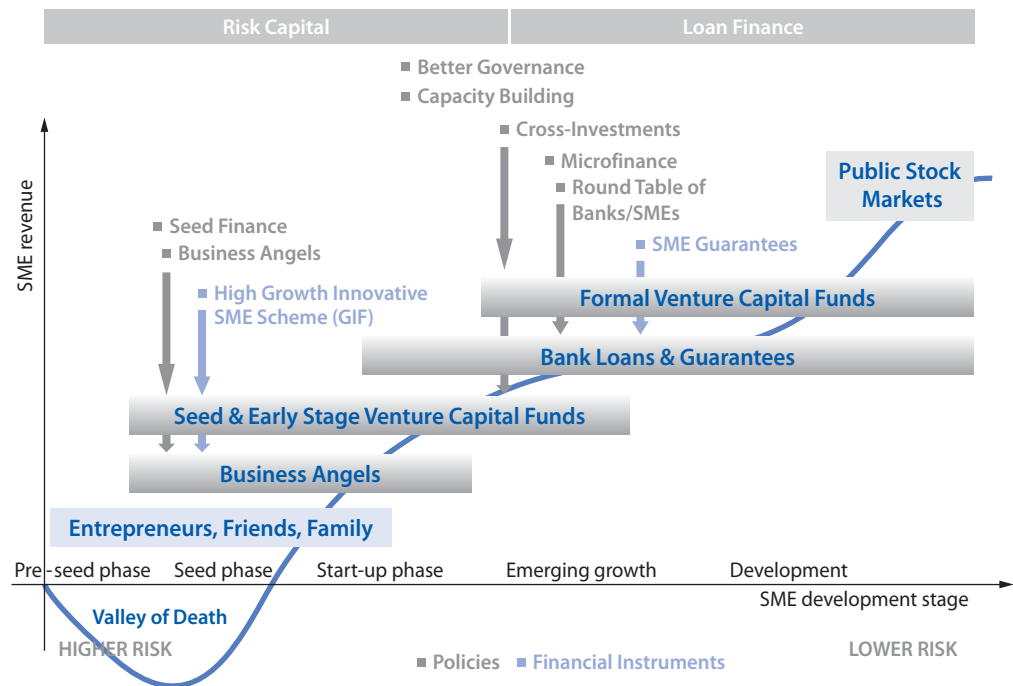 Risk Capital
Loan Finance
Better Governance
Capacity Building
Cross-Investments
Microfinance
Round Table of
Banks/SMEs
Public Stock
Markets
SME revenue
Seed Finance
Business Angels
SME Guarantees
High Growth Innovative
SME Scheme (GIF)
Formal Venture Capital Funds
Bank Loans & Guarantees
Seed & Early Stage Venture Capital Funds
Business Angels
Entrepreneurs, Friends, Family
Pre-seed phase
Seed phase
Start-up phase
Emerging growth
Development
SME development stage
Valley of Death
HIGHER RISK
LOWER RISK
Policies
Financial Instruments